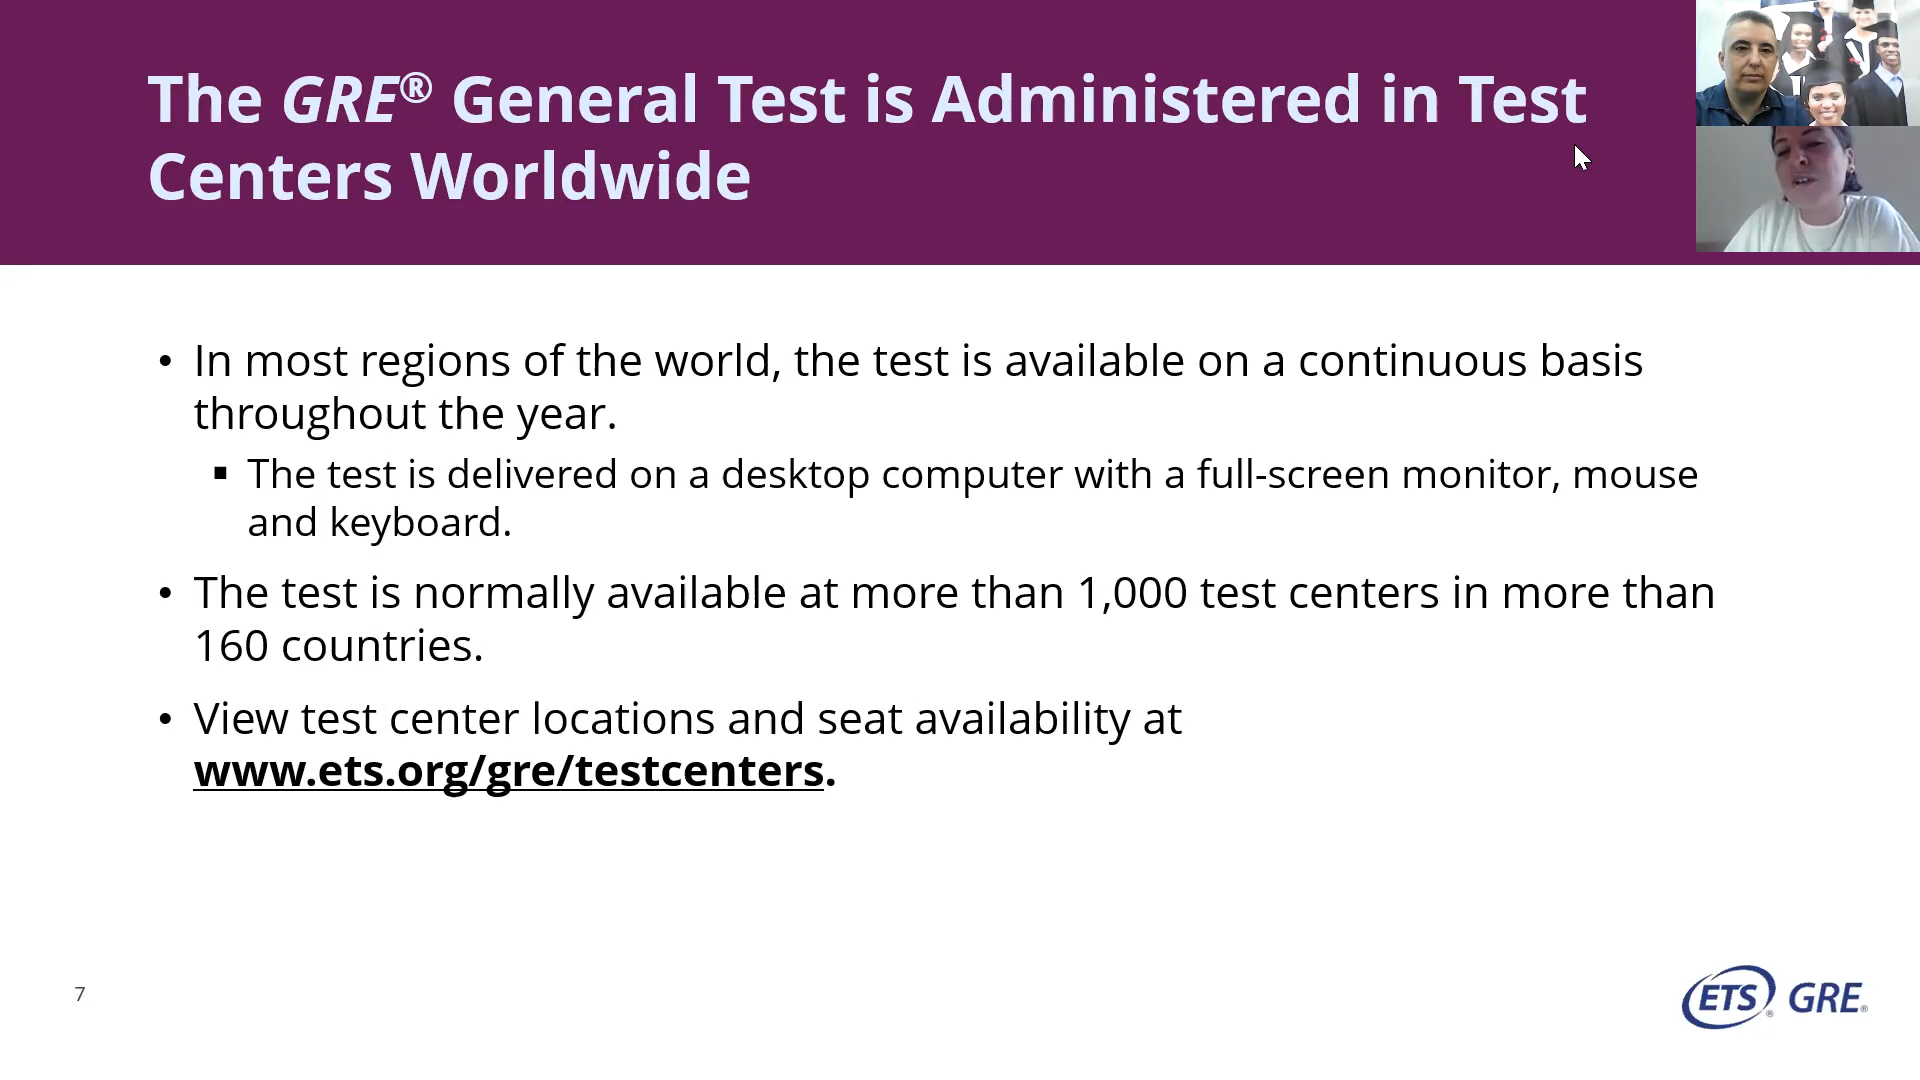 The GRE® General Test is Administered in Test
Centers Worldwide
• In most regions of the world, the test is available on a continuous basis
throughout the year.
▪ The test is delivered on a desktop computer with a full-screen monitor, mouse
and keyboard.
• The test is normally available at more than 1,000 test centers in more than
160 countries.
• View test center locations and seat availability at
www.ets.org/gre/testcenters.
7
ETS® GRE®